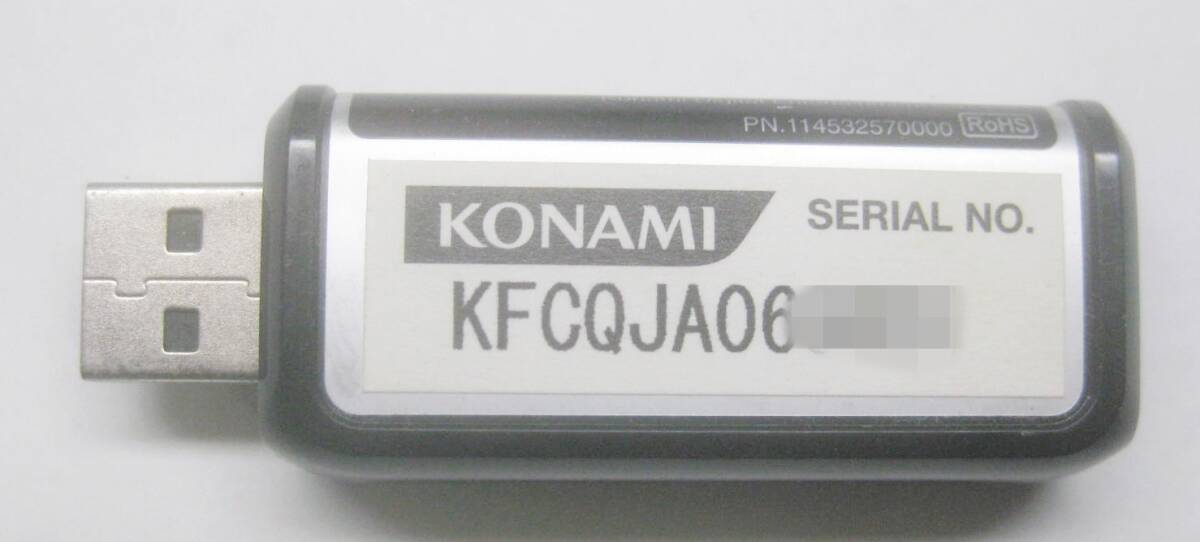 PN.114532570000 RoHS
KONAMI SERIAL NO.
KFCQJA06